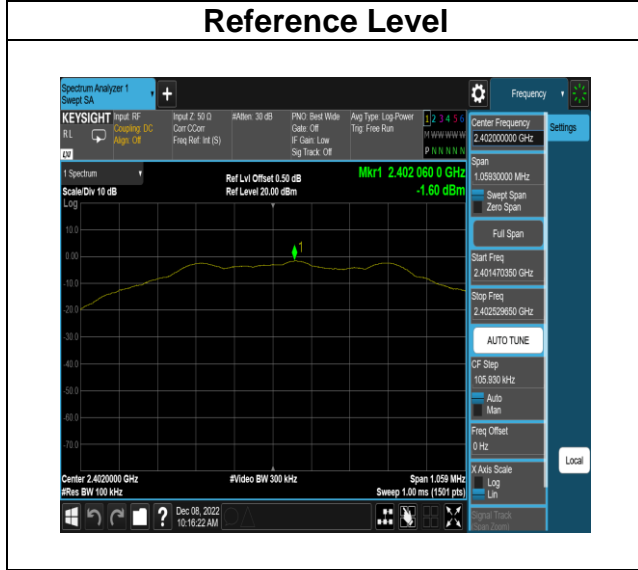 Reference Level
Spectrum Analyzer 1
Swept SA
+
Frequency
KEYSIGHT
RL
Input: RF
Coupling: DC
Align: Off
Input Z: 50 Ω
Corr CCorr
Freq Ref: Int (S)
#Atten: 30 dB
PNO: Best Wide
Gate: Off
IF Gain: Low
Sig Track: Off
Avg Type: Log-Power
Trig: Free Run
1 2 3 4 5 6
M W W W W W
P N N N N N
Center Frequency
2.402000000 GHz
Settings
1 Spectrum
Scale/Div 10 dB
Ref Lvl Offset 0.50 dB
Ref Level 20.00 dBm
Mkr1 2.402 060 0 GHz
-1.60 dBm
Span
1.05930000 MHz
Swept Span
Zero Span
Full Span
Start Freq
2.401470350 GHz
Stop Freq
2.402529650 GHz
AUTO TUNE
CF Step
105.930 kHz
Auto
Man
Freq Offset
0 Hz
X Axis Scale
Log
Lin
Signal Track
(Span Zoom)
Local
Log
10.0
0.00
-10.0
-20.0
-30.0
-40.0
-50.0
-60.0
-70.0
1
Center 2.4020000 GHz
#Res BW 100 kHz
#Video BW 300 kHz
Span 1.059 MHz
Sweep 1.00 ms (1501 pts)
?
Dec 08, 2022
10:16:22 AM